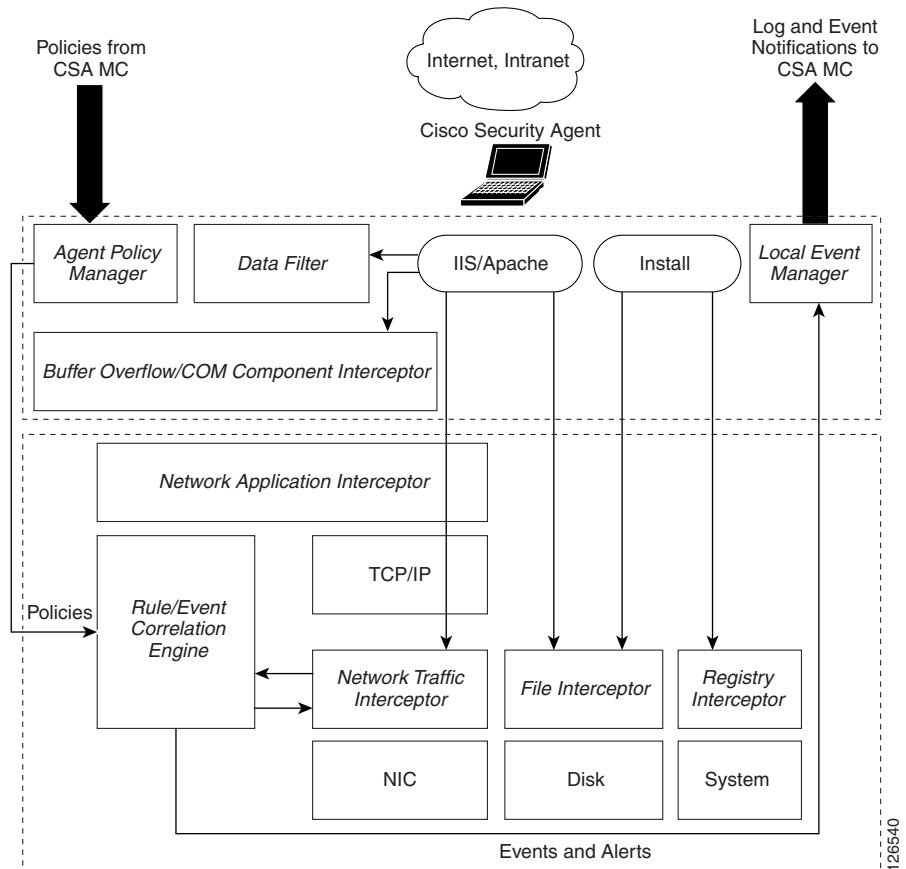 Policies from
CSA MC
Internet, Intranet
Log and Event
Notifications to
CSA MC
Cisco Security Agent
Agent Policy
Manager
Data Filter
IIS/Apache
Install
Local Event
Manager
Buffer Overflow/COM Component Interceptor
Network Application Interceptor
TCP/IP
Policies
Rule/Event
Correlation
Engine
Network Traffic
Interceptor
File Interceptor
Registry
Interceptor
NIC
Disk
System
Events and Alerts
126540